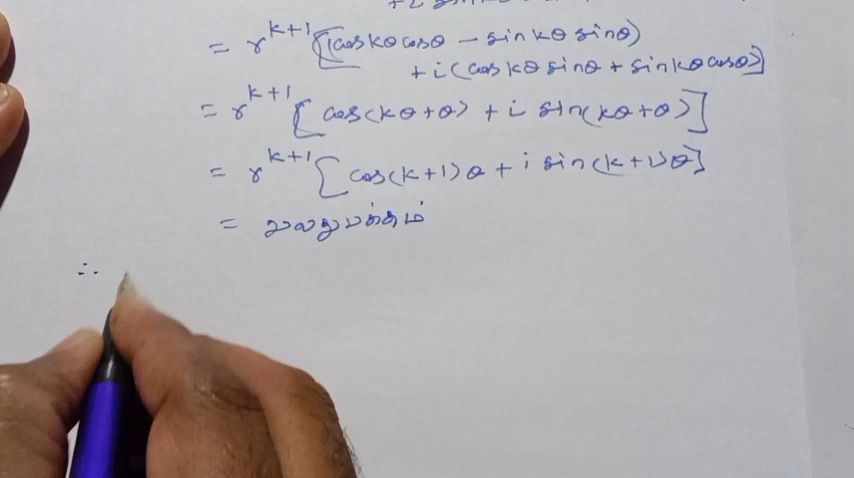 = r^{k+1} [(cos kθ cos θ - sin kθ sin θ)
+ i (cos kθ sin θ + sin kθ cos θ)]
= r^{k+1} [cos(kθ + θ) + i sin(kθ + θ)]
= r^{k+1} [cos(k+1)θ + i sin(k+1)θ]
= வலதுபக்கம்
∴